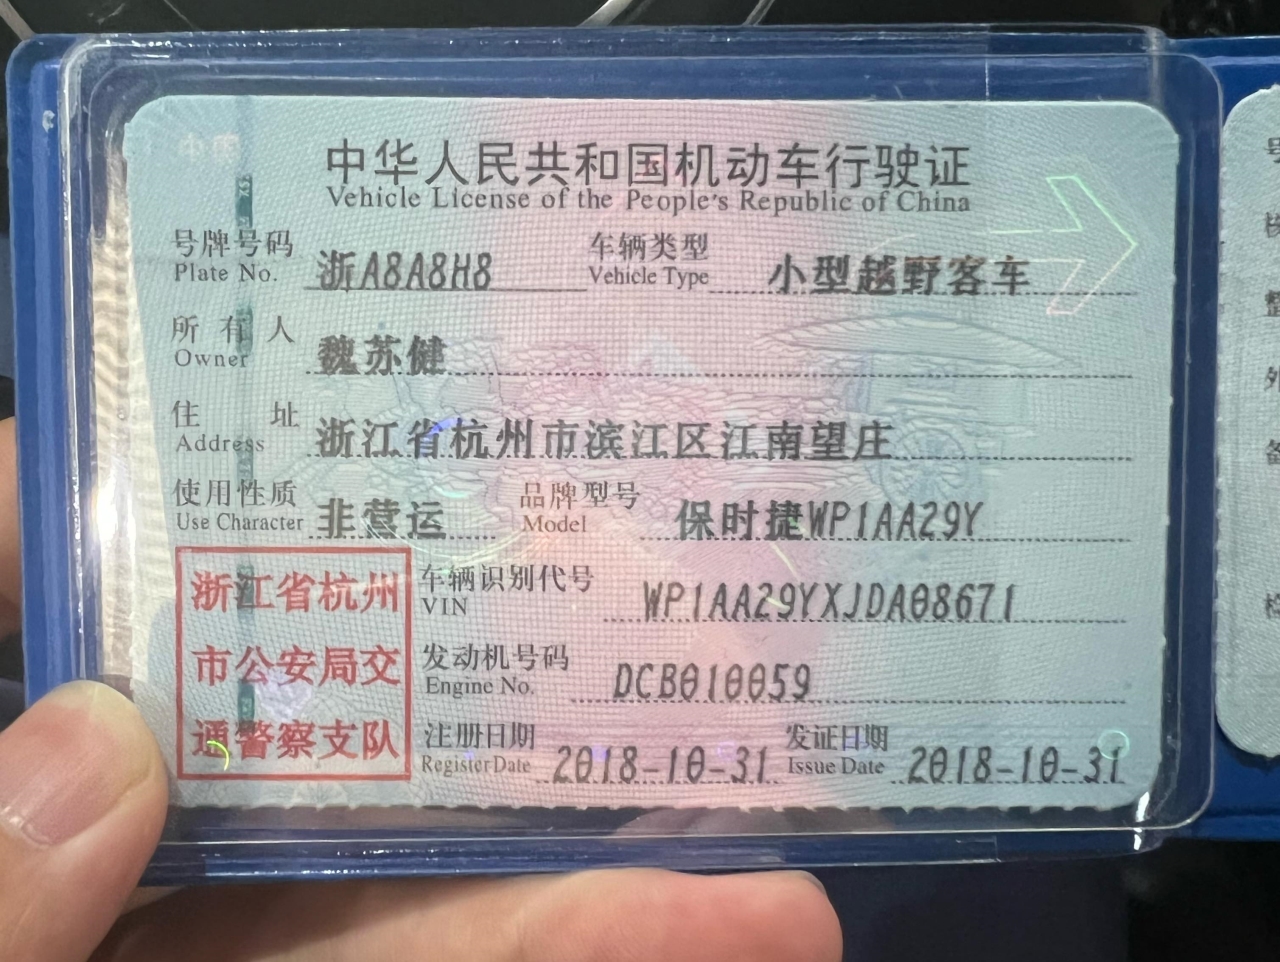 中华人民共和国机动车行驶证
Vehicle License of the People's Republic of China
号牌号码 浙A8A8H8 车辆类型 小型越野客车
Plate No. Vehicle Type
所有人 魏苏健
Owner
住址 浙江省杭州市滨江区江南望庄
Address
使用性质 非营运 品牌型号 保时捷WP1AA29Y
Use Character Model
浙江省杭州
市公安局交
通警察支队
车辆识别代号 WP1AA29YXJDA08671
VIN
发动机号码 DCB010059
Engine No.
注册日期 2018-10-31 发证日期 2018-10-31
Register Date Issue Date